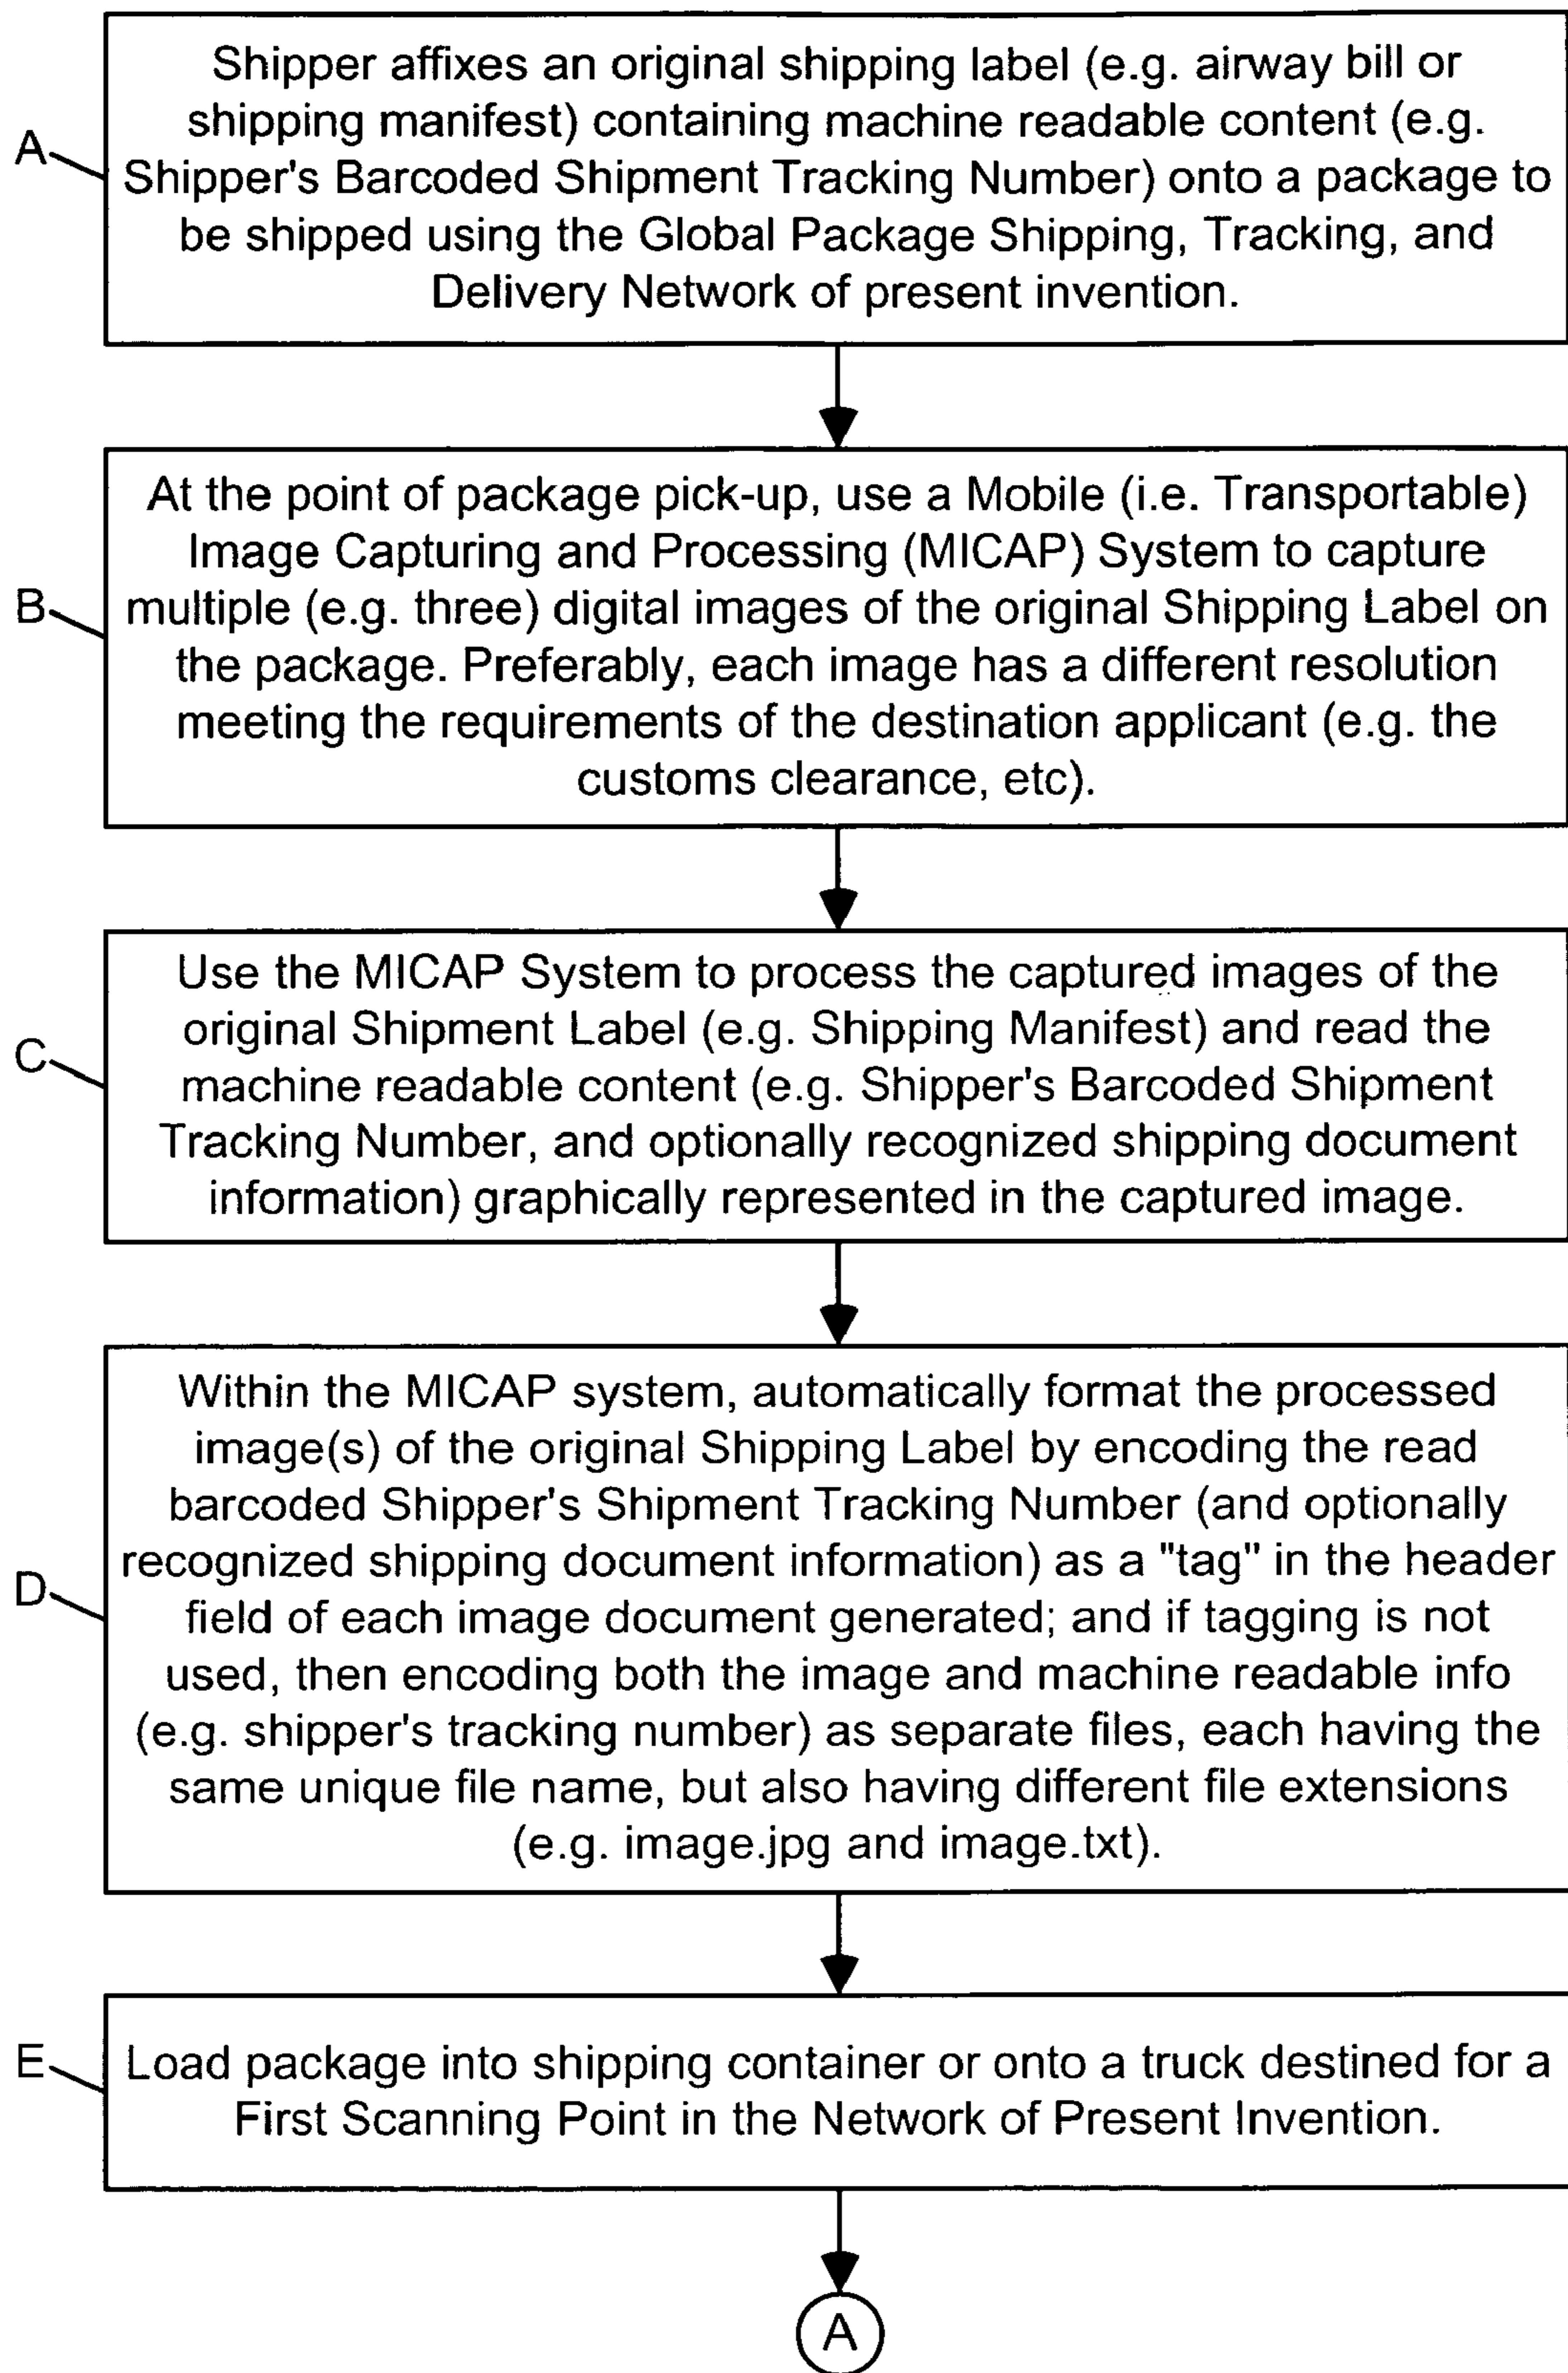 A
Shipper affixes an original shipping label (e.g. airway bill or
shipping manifest) containing machine readable content (e.g.
Shipper's Barcoded Shipment Tracking Number) onto a package to
be shipped using the Global Package Shipping, Tracking, and
Delivery Network of present invention.
B
At the point of package pick-up, use a Mobile (i.e. Transportable)
Image Capturing and Processing (MICAP) System to capture
multiple (e.g. three) digital images of the original Shipping Label on
the package. Preferably, each image has a different resolution
meeting the requirements of the destination applicant (e.g. the
customs clearance, etc).
C
Use the MICAP System to process the captured images of the
original Shipment Label (e.g. Shipping Manifest) and read the
machine readable content (e.g. Shipper's Barcoded Shipment
Tracking Number, and optionally recognized shipping document
information) graphically represented in the captured image.
D
Within the MICAP system, automatically format the processed
image(s) of the original Shipping Label by encoding the read
barcoded Shipper's Shipment Tracking Number (and optionally
recognized shipping document information) as a "tag" in the header
field of each image document generated; and if tagging is not
used, then encoding both the image and machine readable info
(e.g. shipper's tracking number) as separate files, each having the
same unique file name, but also having different file extensions
(e.g. image.jpg and image.txt).
E
Load package into shipping container or onto a truck destined for a
First Scanning Point in the Network of Present Invention.
A